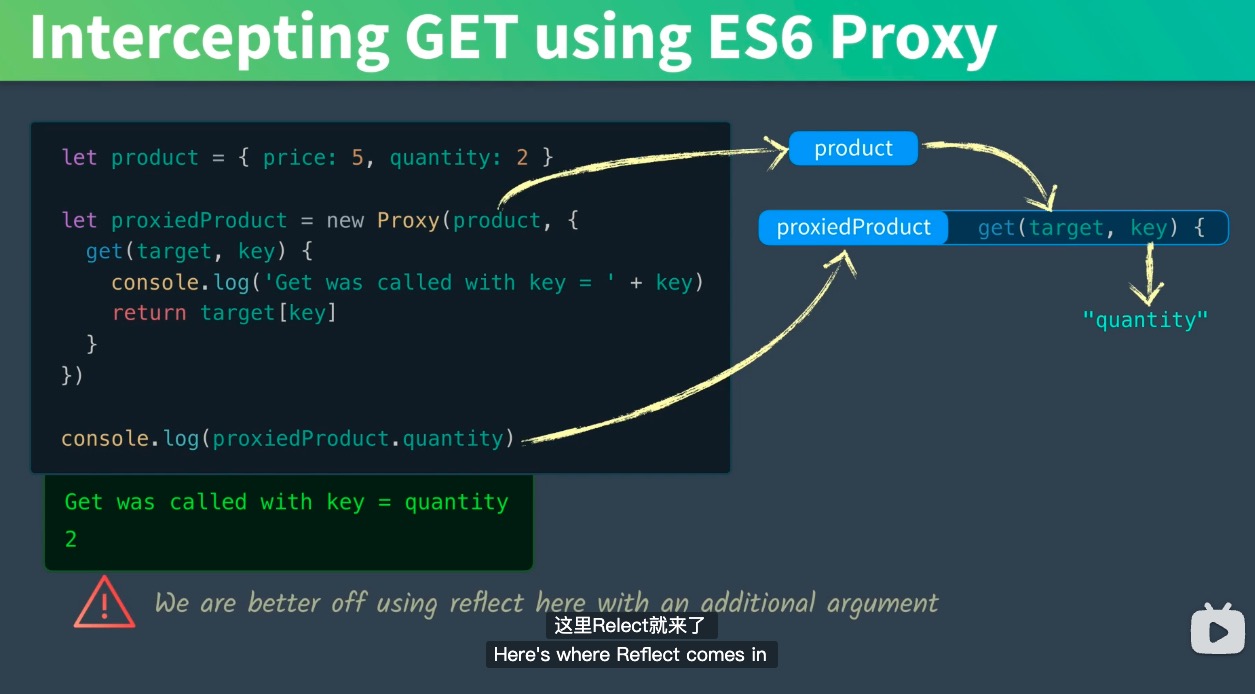 Intercepting GET using ES6 Proxy
let product = { price: 5, quantity: 2 }
let proxiedProduct = new Proxy(product, {
get(target, key) {
console.log('Get was called with key = ' + key)
return target[key]
}
})
console.log(proxiedProduct.quantity)
product
proxiedProduct get(target, key) {
"quantity"
Get was called with key = quantity
2
We are better off using reflect here with an additional argument
这里Relect就来了
Here's where Reflect comes in